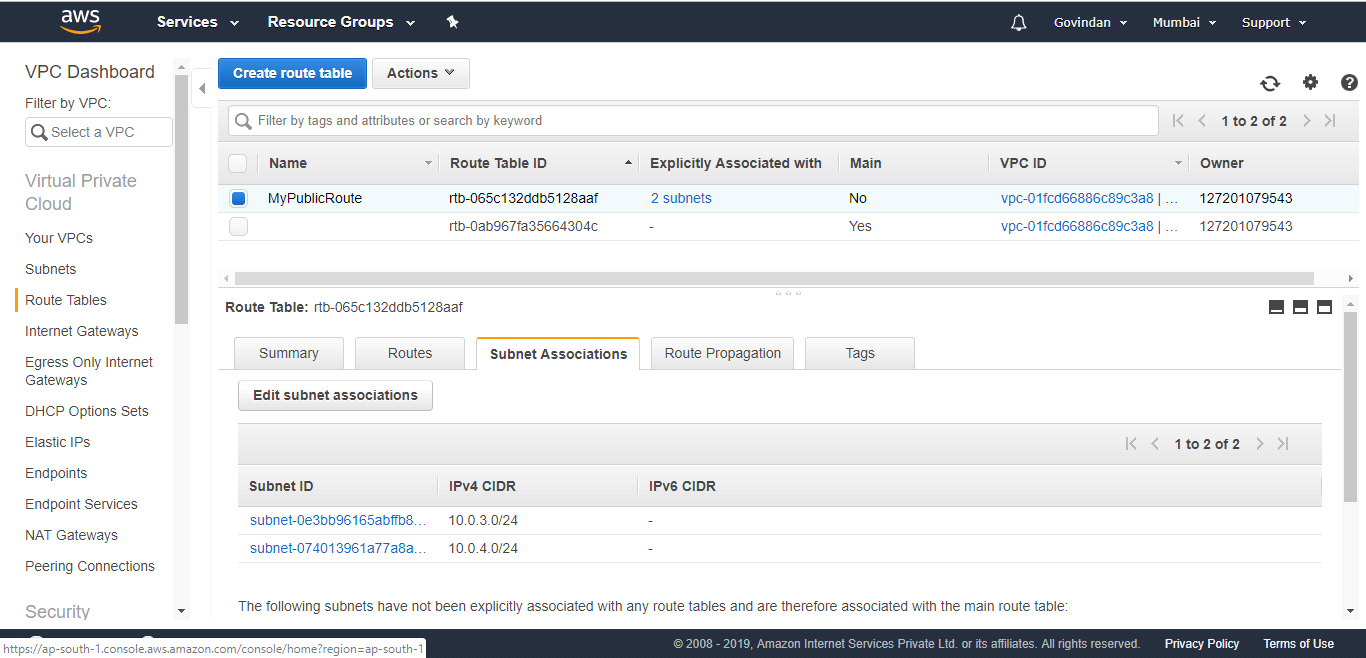 aws Services Resource Groups Govindan Mumbai Support
VPC Dashboard
Filter by VPC:
Select a VPC
Virtual Private
Cloud
Your VPCs
Subnets
Route Tables
Internet Gateways
Egress Only Internet
Gateways
DHCP Options Sets
Elastic IPs
Endpoints
Endpoint Services
NAT Gateways
Peering Connections
Security
Create route table Actions
Filter by tags and attributes or search by keyword
1 to 2 of 2
Name Route Table ID Explicitly Associated with Main VPC ID Owner
MyPublicRoute rtb-065c132ddb5128aaf 2 subnets No vpc-01fcd66886c89c3a8 | ... 127201079543
rtb-0ab967fa35664304c - Yes vpc-01fcd66886c89c3a8 | ... 127201079543
Route Table: rtb-065c132ddb5128aaf
Summary Routes Subnet Associations Route Propagation Tags
Edit subnet associations
1 to 2 of 2
Subnet ID IPv4 CIDR IPv6 CIDR
subnet-0e3bb96165abffb8... 10.0.3.0/24 -
subnet-074013961a77a8a... 10.0.4.0/24 -
The following subnets have not been explicitly associated with any route tables and are therefore associated with the main route table:
© 2008 - 2019, Amazon Internet Services Private Ltd. or its affiliates. All rights reserved. Privacy Policy Terms of Use
https://ap-south-1.console.aws.amazon.com/console/home?region=ap-south-1